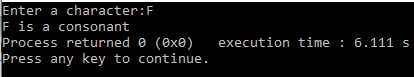 Enter a character:F
F is a consonant
Process returned 0 (0x0)   execution time : 6.111 s
Press any key to continue.